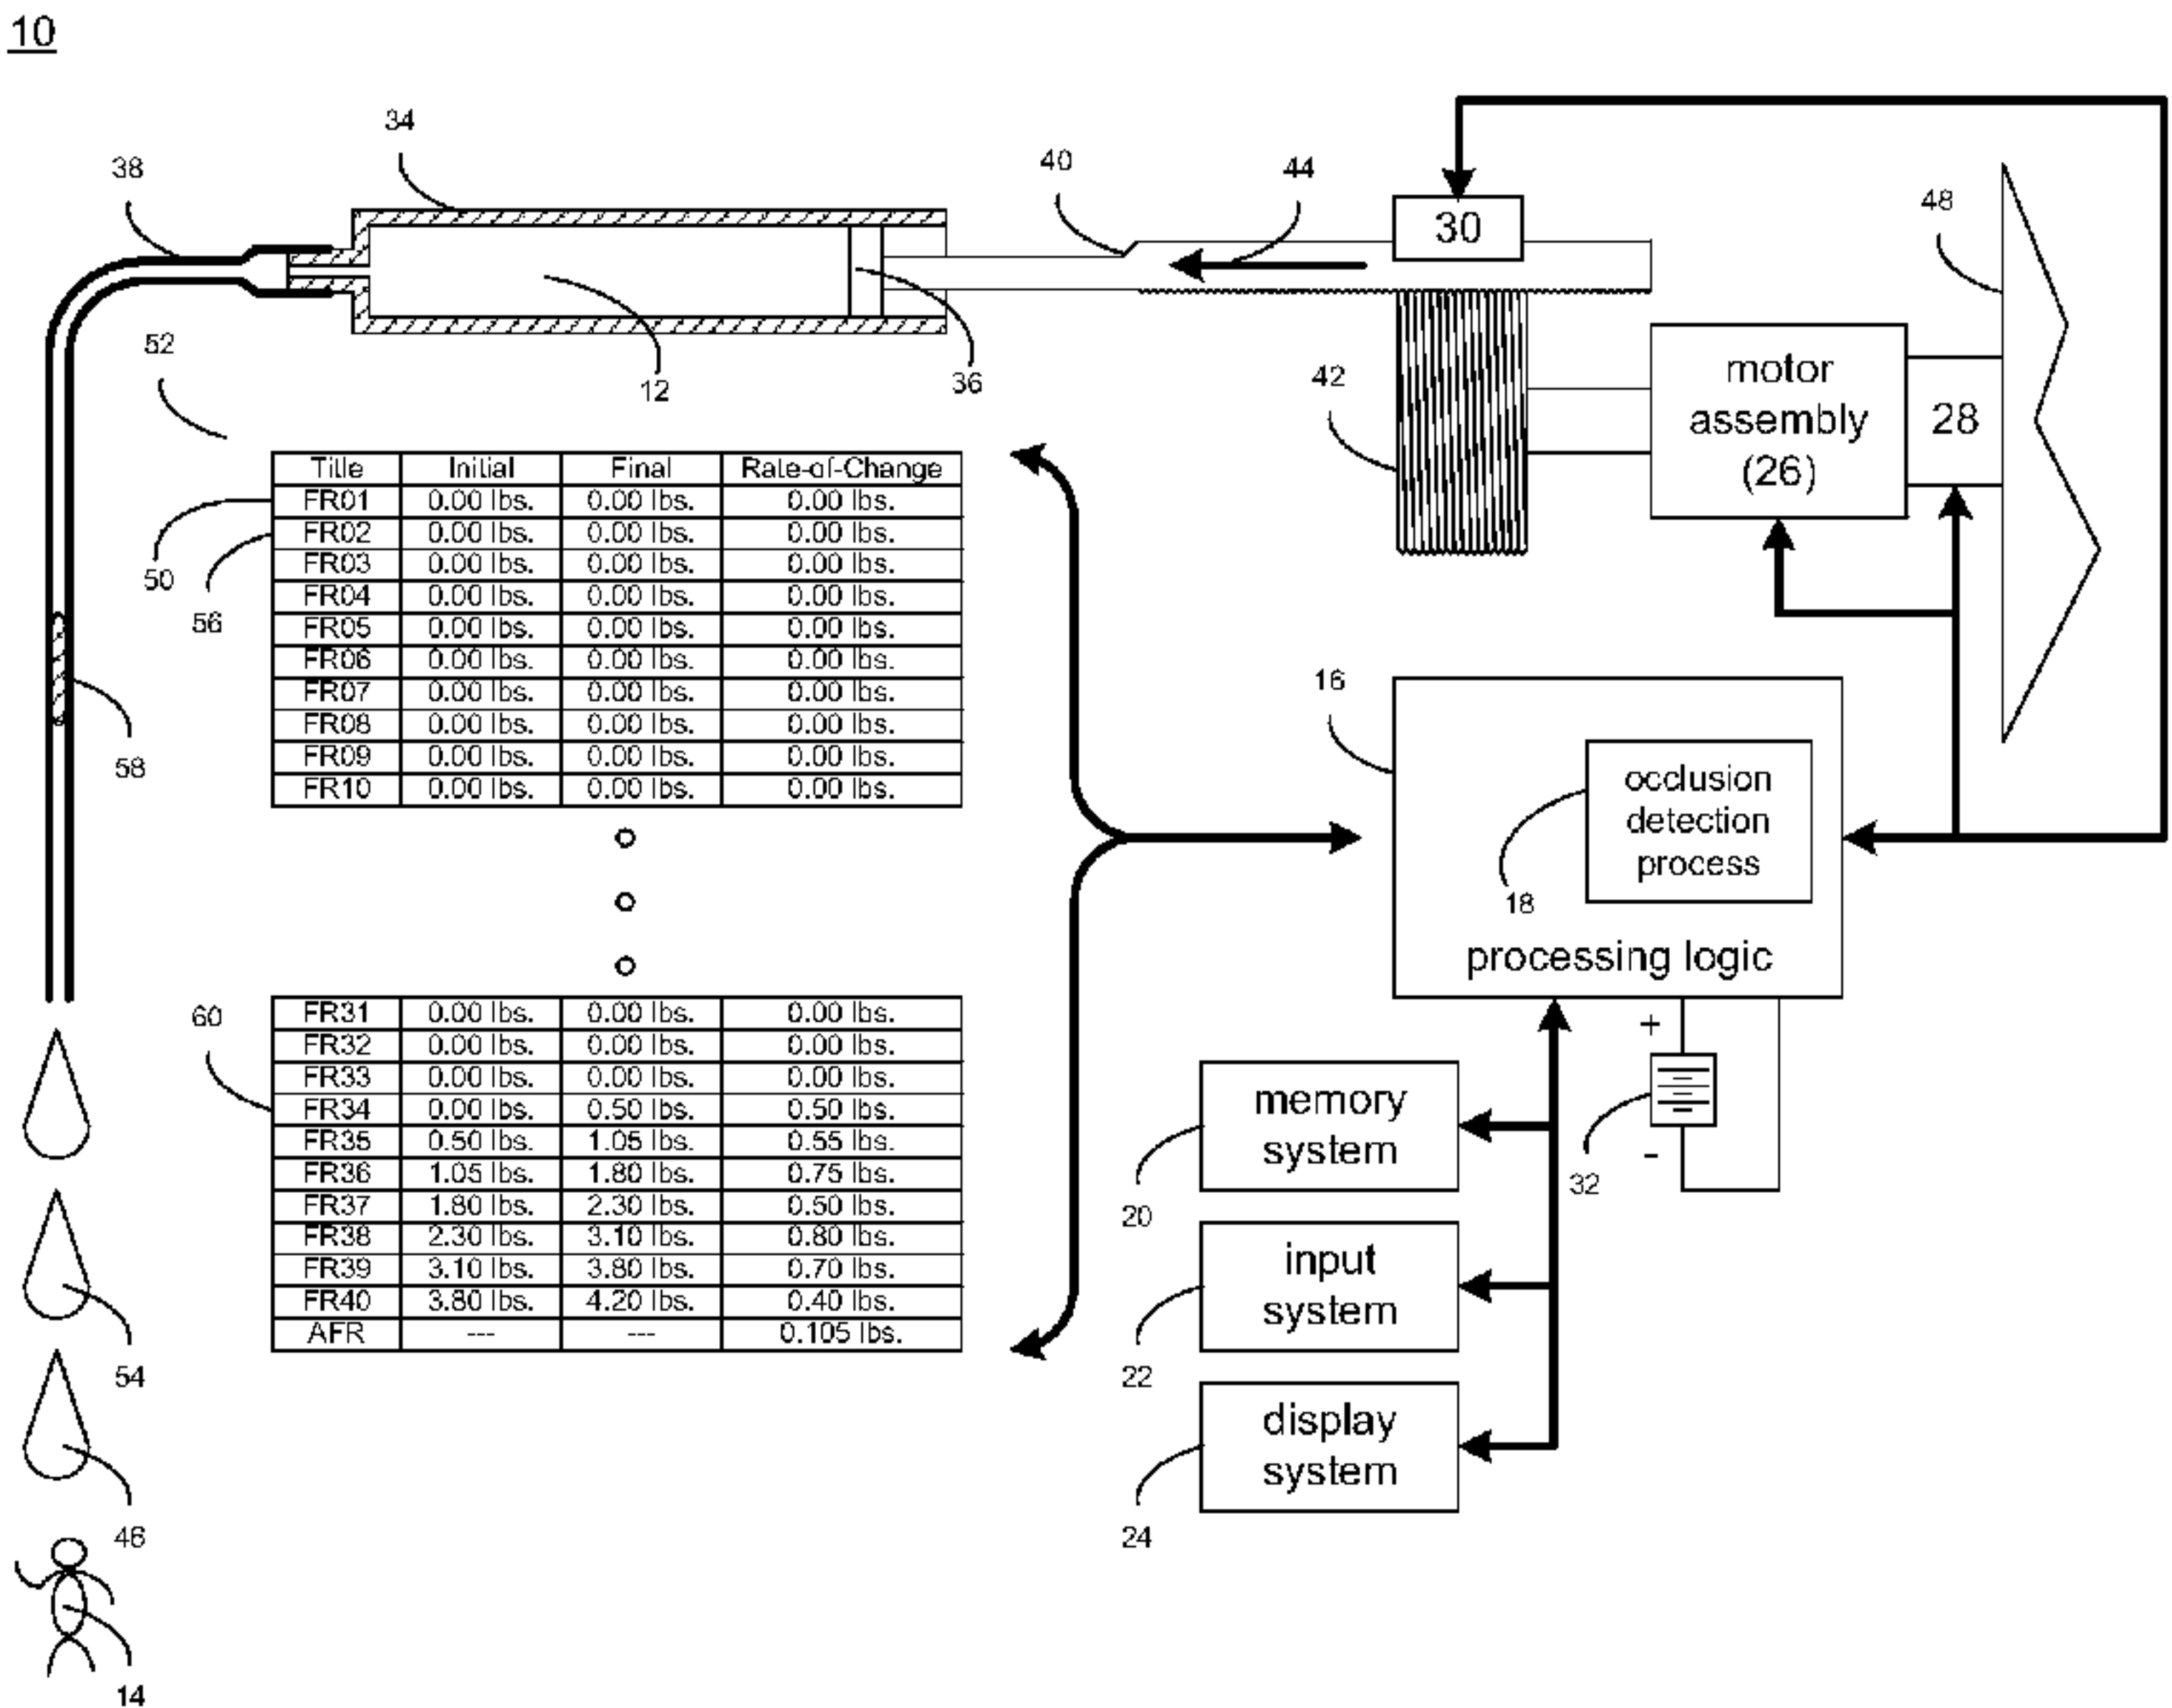 10
34
38
40
44
30
48
52
12
36
42
motor
assembly
(26)
28
Title Initial Final Rate-of-Change
FR01 0.00 lbs. 0.00 lbs. 0.00 lbs.
FR02 0.00 lbs. 0.00 lbs. 0.00 lbs.
FR03 0.00 lbs. 0.00 lbs. 0.00 lbs.
FR04 0.00 lbs. 0.00 lbs. 0.00 lbs.
FR05 0.00 lbs. 0.00 lbs. 0.00 lbs.
FR06 0.00 lbs. 0.00 lbs. 0.00 lbs.
FR07 0.00 lbs. 0.00 lbs. 0.00 lbs.
FR08 0.00 lbs. 0.00 lbs. 0.00 lbs.
FR09 0.00 lbs. 0.00 lbs. 0.00 lbs.
FR10 0.00 lbs. 0.00 lbs. 0.00 lbs.
50
56
58
16
occlusion
detection
process
18
processing logic
60
FR31 0.00 lbs. 0.00 lbs. 0.00 lbs.
FR32 0.00 lbs. 0.00 lbs. 0.00 lbs.
FR33 0.00 lbs. 0.00 lbs. 0.00 lbs.
FR34 0.00 lbs. 0.50 lbs. 0.50 lbs.
FR35 0.50 lbs. 1.05 lbs. 0.55 lbs.
FR36 1.05 lbs. 1.80 lbs. 0.75 lbs.
FR37 1.80 lbs. 2.30 lbs. 0.50 lbs.
FR38 2.30 lbs. 3.10 lbs. 0.80 lbs.
FR39 3.10 lbs. 3.80 lbs. 0.70 lbs.
FR40 3.80 lbs. 4.20 lbs. 0.40 lbs.
AFR --- --- 0.105 lbs.
+
-
32
memory
system
20
input
system
22
display
system
24
54
46
14